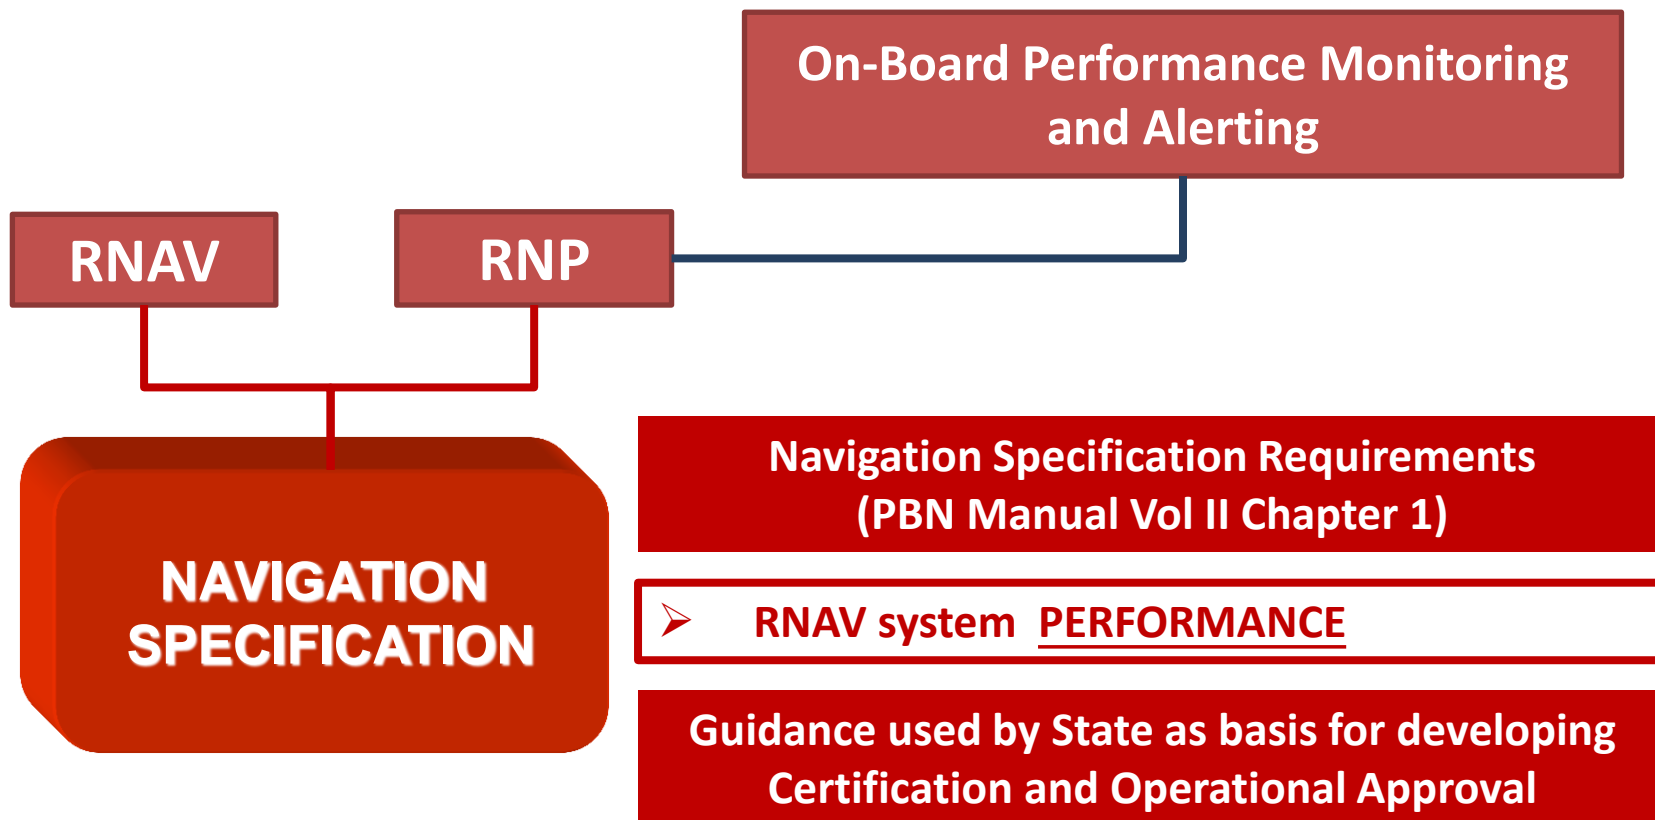 On-Board Performance Monitoring
and Alerting
RNAV
RNP
NAVIGATION
SPECIFICATION
Navigation Specification Requirements
(PBN Manual Vol II Chapter 1)
➢ RNAV system PERFORMANCE
Guidance used by State as basis for developing
Certification and Operational Approval